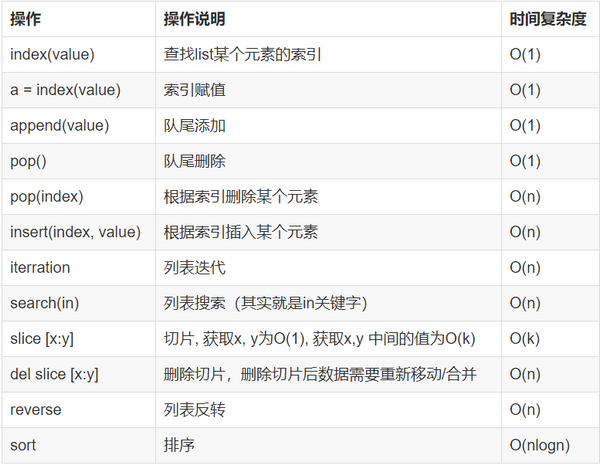 操作 操作说明 时间复杂度
index(value) 查找list某个元素的索引 O(1)
a = index(value) 索引赋值 O(1)
append(value) 队尾添加 O(1)
pop() 队尾删除 O(1)
pop(index) 根据索引删除某个元素 O(n)
insert(index, value) 根据索引插入某个元素 O(n)
iterration 列表迭代 O(n)
search(in) 列表搜索（其实就是in关键字） O(n)
slice [x:y] 切片, 获取x, y为O(1), 获取x,y 中间的值为O(k) O(k)
del slice [x:y] 删除切片，删除切片后数据需要重新移动/合并 O(n)
reverse 列表反转 O(n)
sort 排序 O(nlogn)